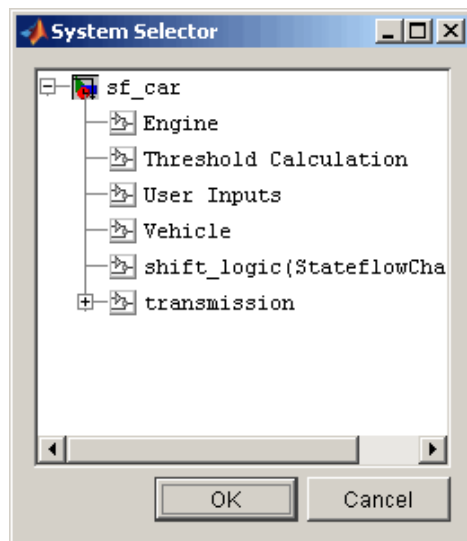 System Selector
sf_car
Engine
Threshold Calculation
User Inputs
Vehicle
shift_logic(StateflowCha
transmission
OK
Cancel